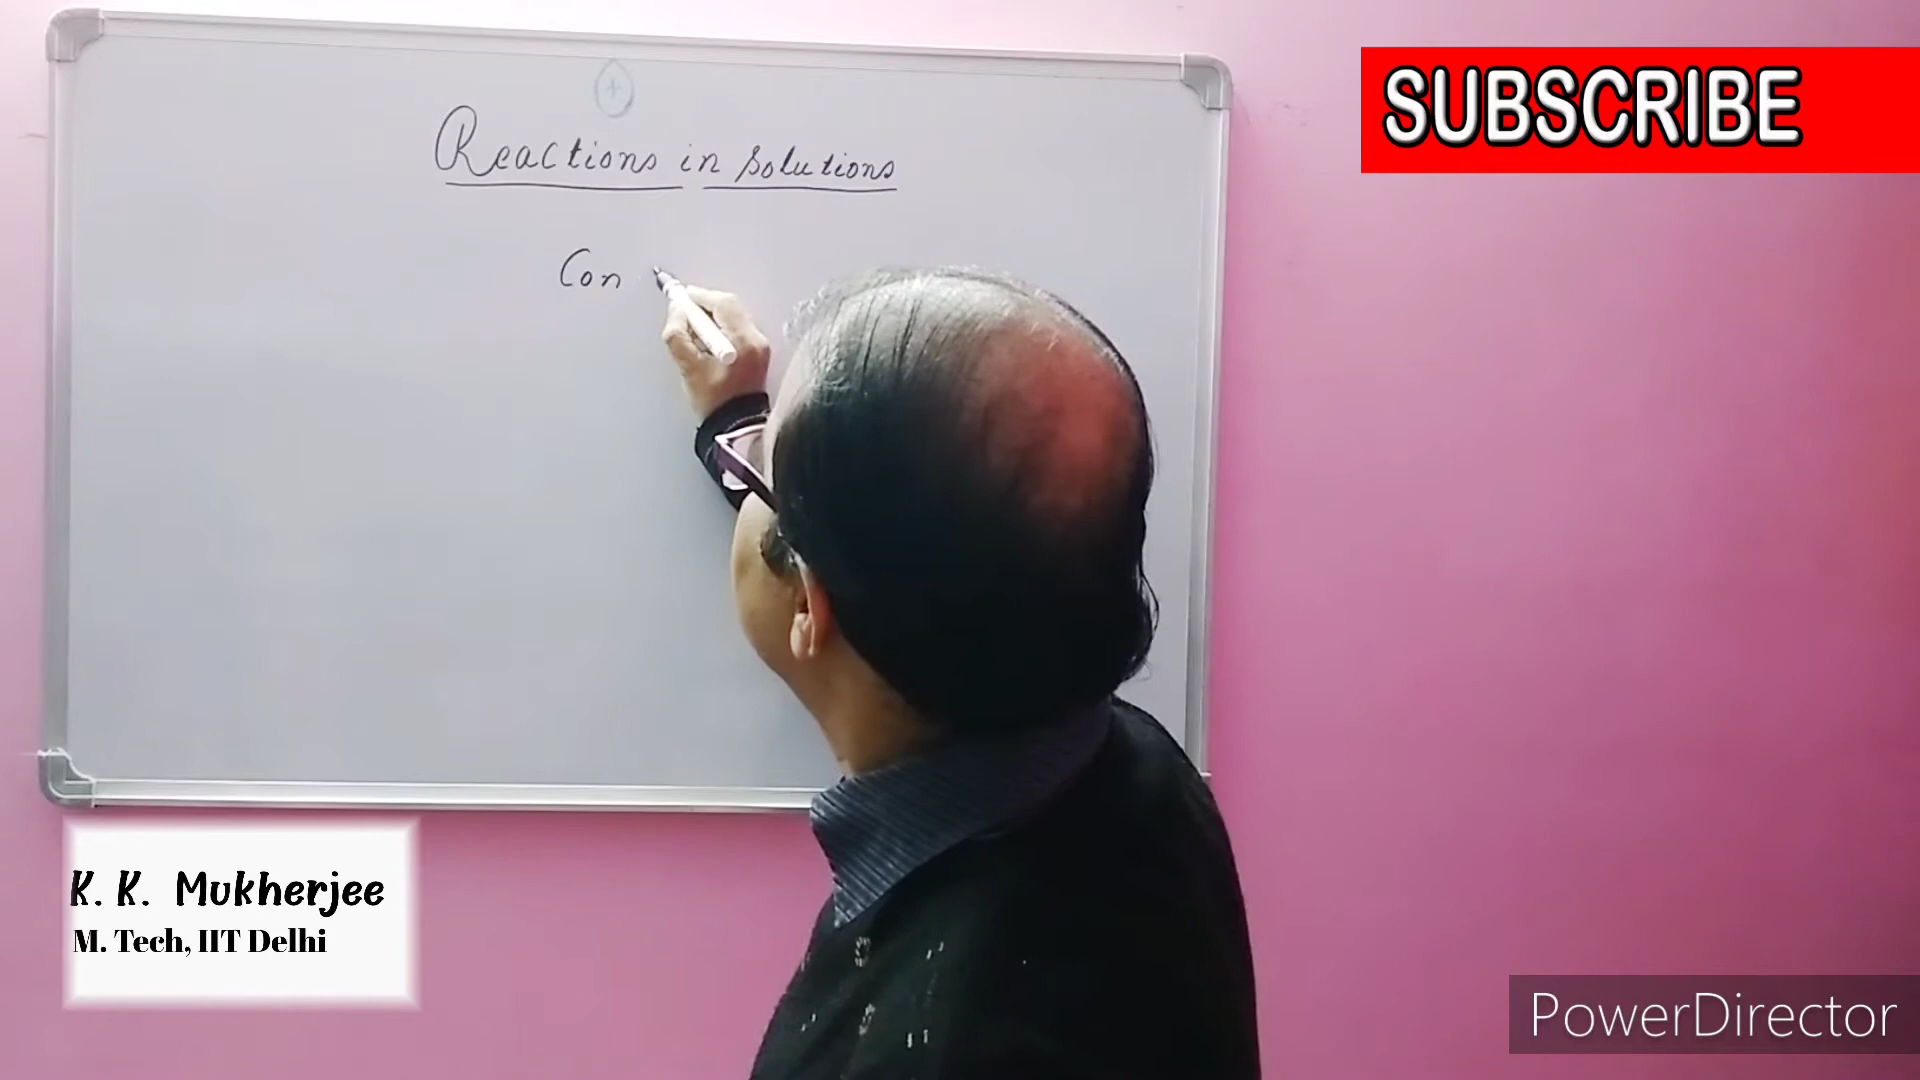 Reactions in solutions
Con
SUBSCRIBE
K. K. Mukherjee
M. Tech, IIT Delhi
PowerDirector